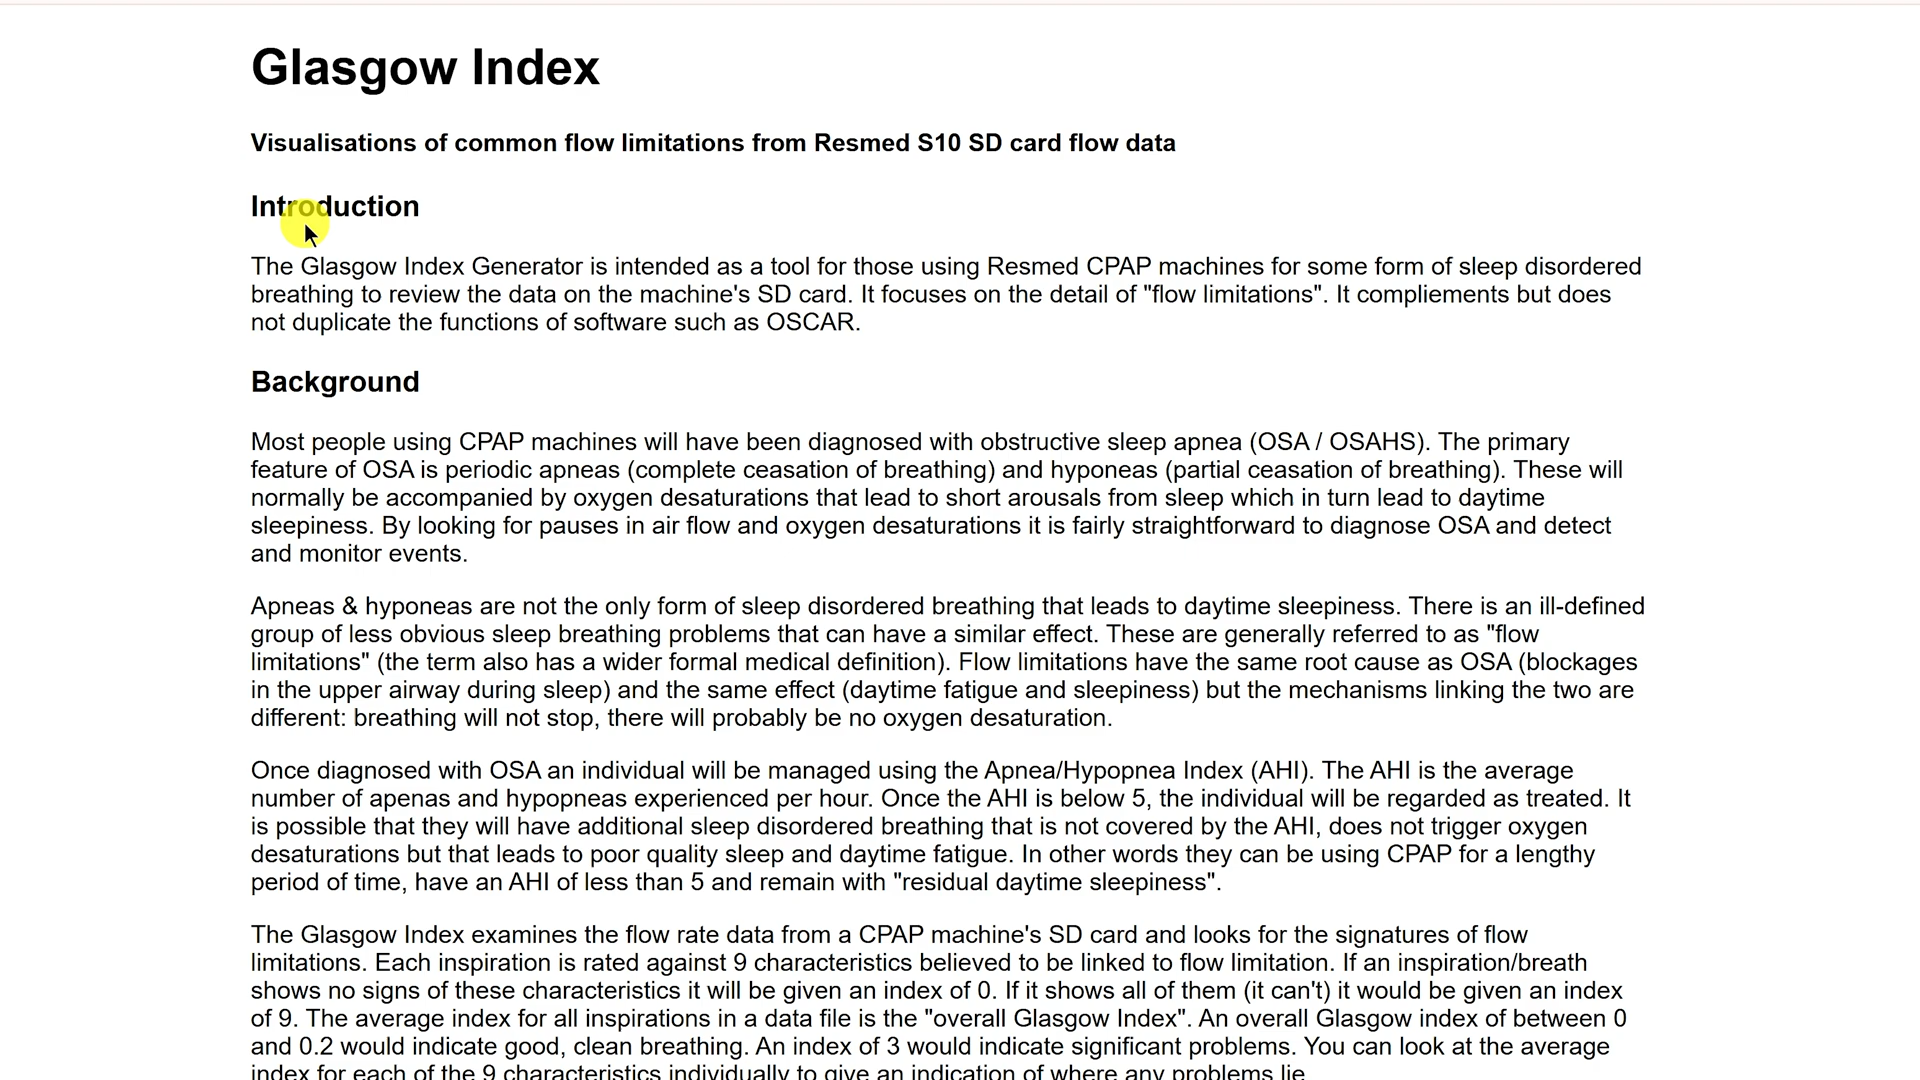 Glasgow Index
Visualisations of common flow limitations from Resmed S10 SD card flow data
Introduction
The Glasgow Index Generator is intended as a tool for those using Resmed CPAP machines for some form of sleep disordered
breathing to review the data on the machine's SD card. It focuses on the detail of "flow limitations". It compliements but does
not duplicate the functions of software such as OSCAR.
Background
Most people using CPAP machines will have been diagnosed with obstructive sleep apnea (OSA / OSAHS). The primary
feature of OSA is periodic apneas (complete ceasation of breathing) and hyponeas (partial ceasation of breathing). These will
normally be accompanied by oxygen desaturations that lead to short arousals from sleep which in turn lead to daytime
sleepiness. By looking for pauses in air flow and oxygen desaturations it is fairly straightforward to diagnose OSA and detect
and monitor events.
Apneas & hyponeas are not the only form of sleep disordered breathing that leads to daytime sleepiness. There is an ill-defined
group of less obvious sleep breathing problems that can have a similar effect. These are generally referred to as "flow
limitations" (the term also has a wider formal medical definition). Flow limitations have the same root cause as OSA (blockages
in the upper airway during sleep) and the same effect (daytime fatigue and sleepiness) but the mechanisms linking the two are
different: breathing will not stop, there will probably be no oxygen desaturation.
Once diagnosed with OSA an individual will be managed using the Apnea/Hypopnea Index (AHI). The AHI is the average
number of apenas and hypopneas experienced per hour. Once the AHI is below 5, the individual will be regarded as treated. It
is possible that they will have additional sleep disordered breathing that is not covered by the AHI, does not trigger oxygen
desaturations but that leads to poor quality sleep and daytime fatigue. In other words they can be using CPAP for a lengthy
period of time, have an AHI of less than 5 and remain with "residual daytime sleepiness".
The Glasgow Index examines the flow rate data from a CPAP machine's SD card and looks for the signatures of flow
limitations. Each inspiration is rated against 9 characteristics believed to be linked to flow limitation. If an inspiration/breath
shows no signs of these characteristics it will be given an index of 0. If it shows all of them (it can't) it would be given an index
of 9. The average index for all inspirations in a data file is the "overall Glasgow Index". An overall Glasgow index of between 0
and 0.2 would indicate good, clean breathing. An index of 3 would indicate significant problems. You can look at the average
index for each of the 9 characteristics individually to give an indication of where any problems lie